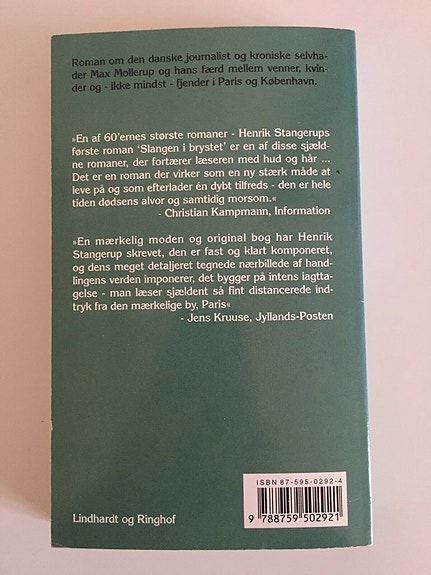 Roman om den danske journalist og kroniske selvha-
der Max Mollerup og hans færd mellem venner, kvin-
der og - ikke mindst - fjender i Paris og København.
»En af 60'ernes største romaner - Henrik Stangerups
første roman 'Slangen i brystet' er en af disse sjæld-
ne romaner, der fortærer læseren med hud og hår ...
Det er en roman der virker som en ny stærk måde at
leve på og som efterlader én dybt tilfreds - den er hele
tiden dødsens alvor og samtidig morsom.«
- Christian Kampmann, Information
»En mærkelig moden og original bog har Henrik
Stangerup skrevet, den er fast og klart komponeret,
og dens meget detaljeret tegnede nærbillede af hand-
lingens verden imponerer, det bygger på intens iagtta-
gelse - man læser sjældent så fint distancerede ind-
tryk fra den mærkelige by, Paris«
- Jens Kruuse, Jyllands-Posten
ISBN 87-595-0292-4
9 788759 502921
Lindhardt og Ringhof